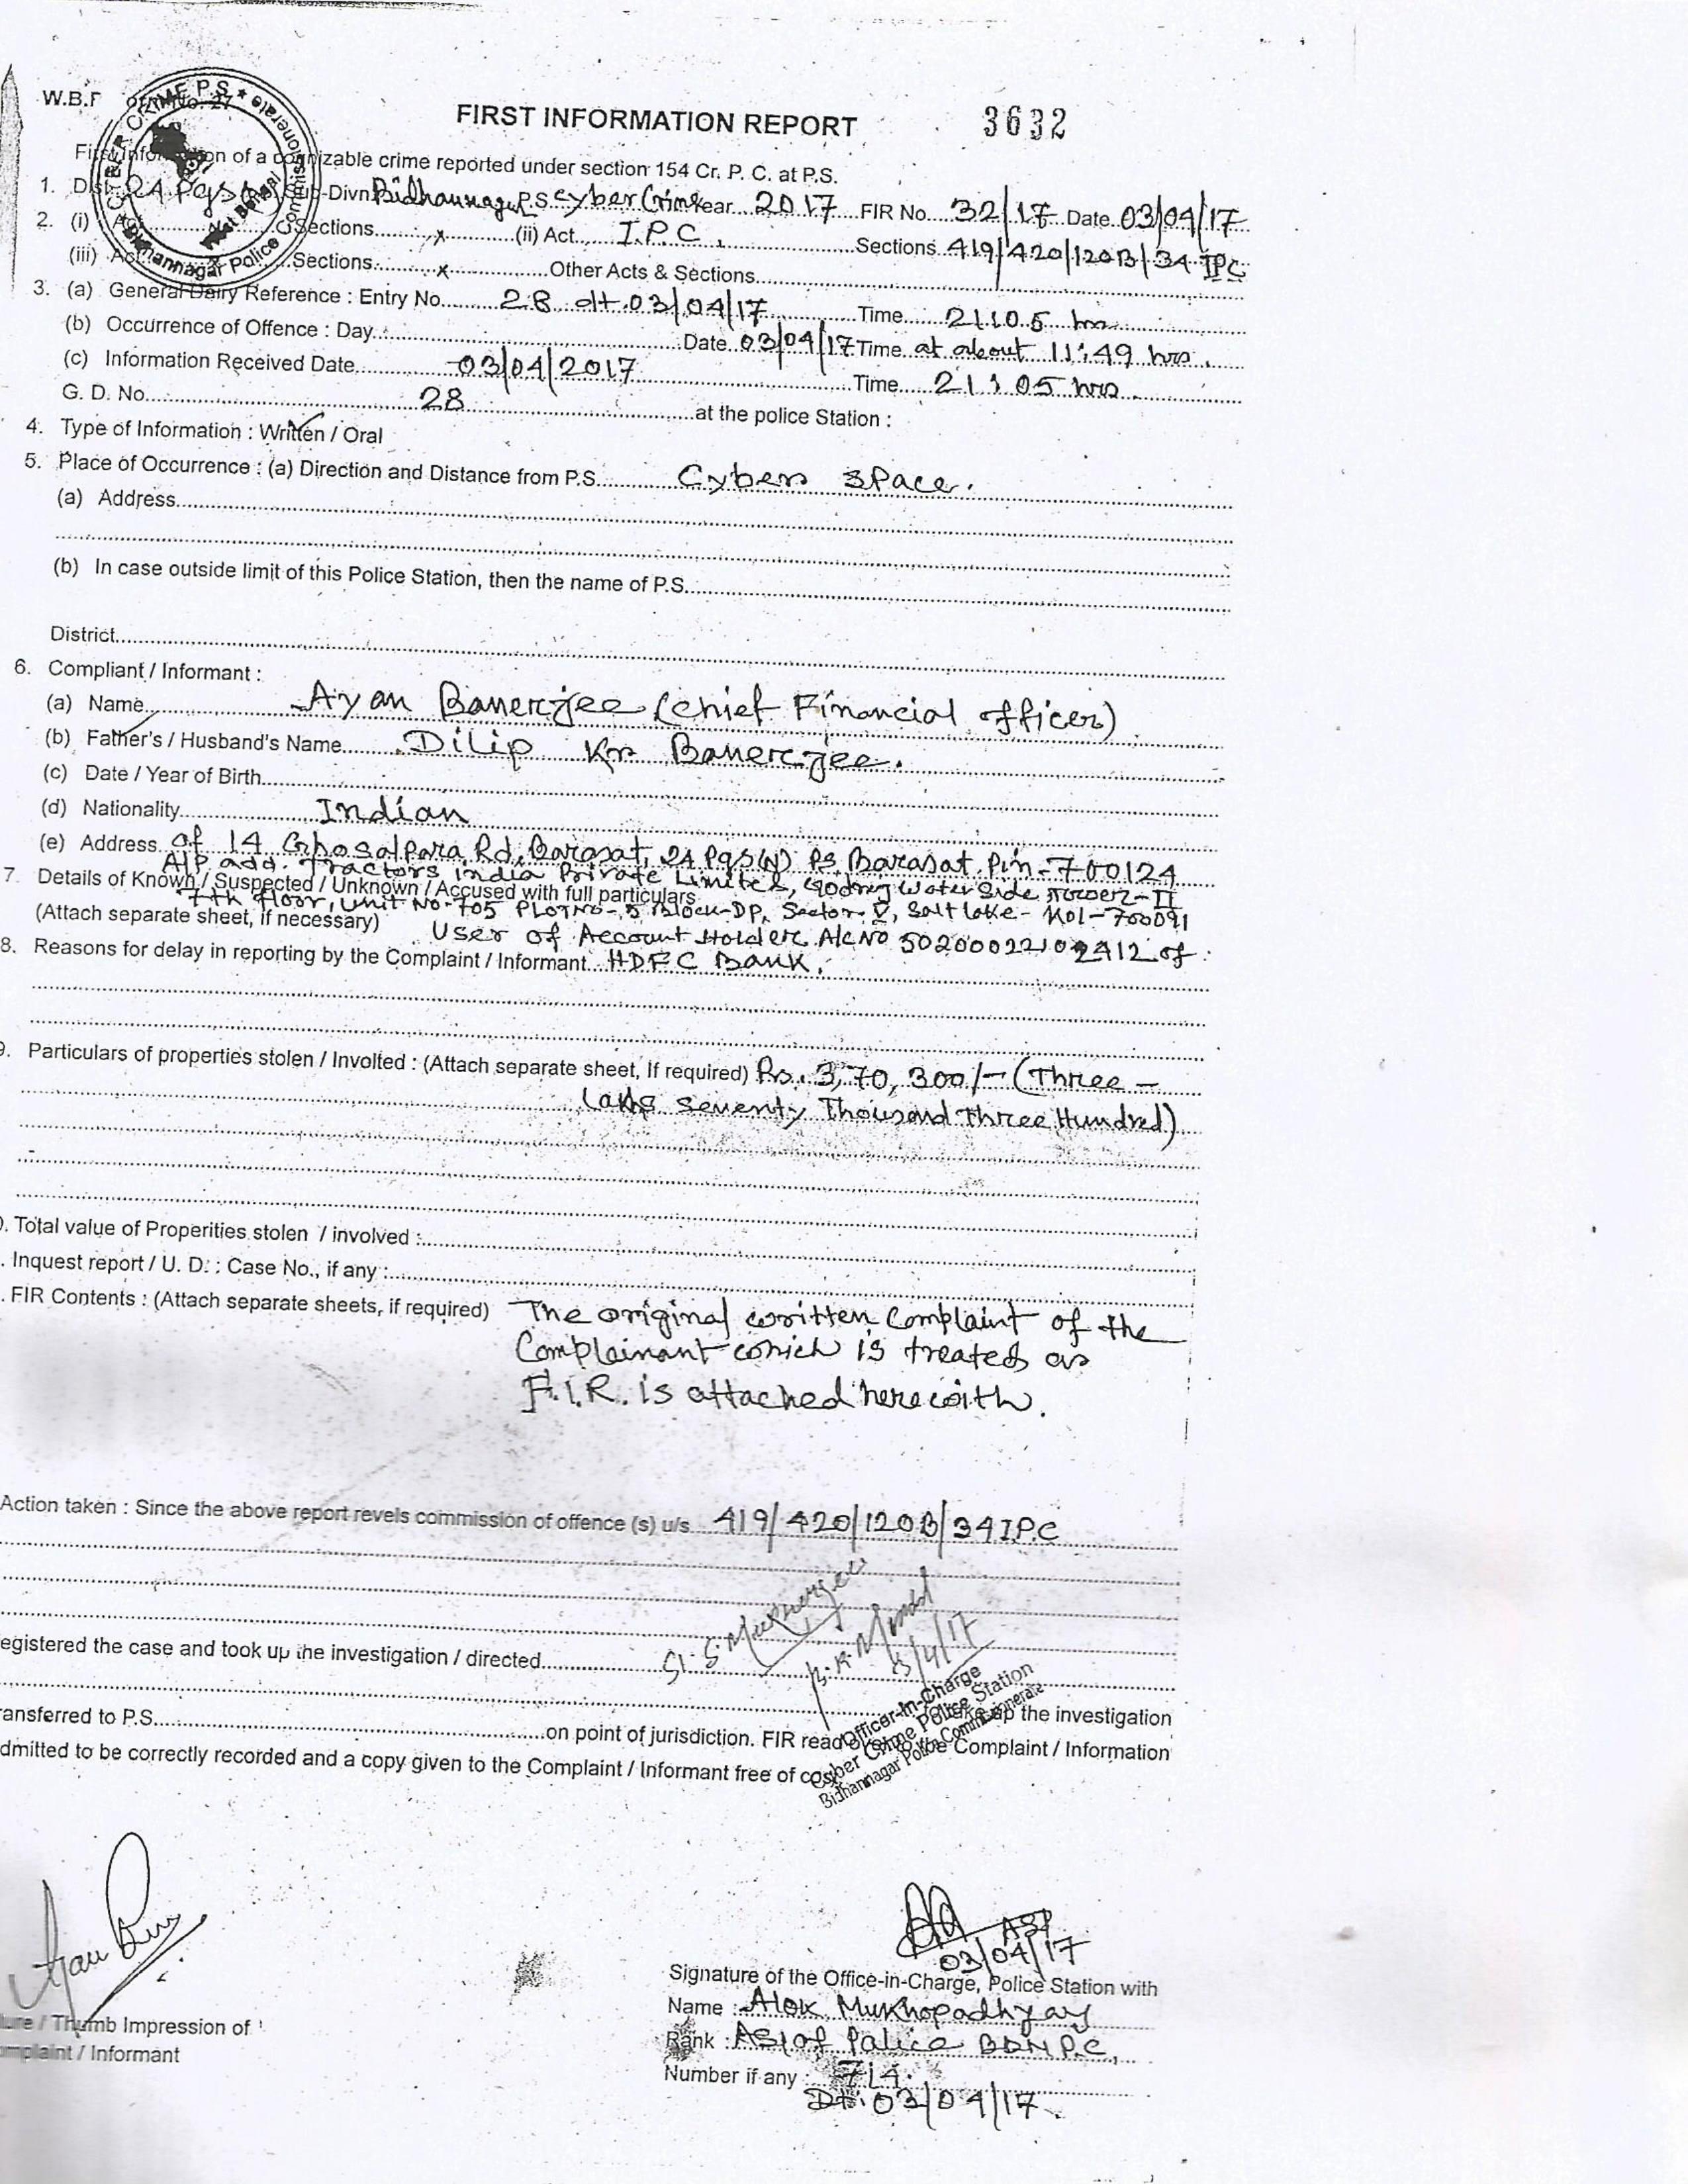 W.B.F Form No. 27
FIRST INFORMATION REPORT 3632
CYBER CRIME P.S. ★ Bidhannagar Police Commissionerate
West Bengal
First Information of a cognizable crime reported under section 154 Cr. P. C. at P.S.
1. Dist. 24 Pgs (N) Sub-Divn. Bidhannagar P.S. Cyber Crime Year 2017 FIR No. 32/17 Date 03/04/17
2. (i) Act Sections x (ii) Act I.P.C. Sections 419/420/120B/34 IPC
(iii) Act Sections x Other Acts & Sections
3. (a) General Dairy Reference : Entry No. 28 dt. 03/04/17 Time 21:05 hrs
(b) Occurrence of Offence : Day Date 03/04/17 Time at about 11:49 hrs.
(c) Information Received Date 03/04/2017 Time 21:05 hrs.
G. D. No. 28 at the police Station :
4. Type of Information : Written / Oral
5. Place of Occurrence : (a) Direction and Distance from P.S. Cyber space.
(a) Address
(b) In case outside limit of this Police Station, then the name of P.S.
District
6. Compliant / Informant :
(a) Name Ayan Banerjee (Chief Financial officer)
(b) Father's / Husband's Name Dilip Kr Banerjee.
(c) Date / Year of Birth
(d) Nationality Indian
(e) Address of 14 Ghosalpara Rd, Barasat, 24 Pgs(N) Ps. Barasat Pin-700124
A/P add. Tractors India Private Limited, Godrej Water Side Tower-II
7. Details of Known / Suspected / Unknown / Accused with full particulars
7th floor, Unit No-705 PLOT NO-5 Block-DP, Sector-V, Salt lake- Kol-700091
(Attach separate sheet, if necessary)
User of Account Holder A/C NO 50200022102412 of
8. Reasons for delay in reporting by the Complaint / Informant HDFC Bank.
9. Particulars of properties stolen / Involted : (Attach separate sheet, If required) Rs. 3,70,300/- (Three -
Lakhs seventy Thousand Three Hundred)
). Total value of Properities stolen / involved :
. Inquest report / U. D. : Case No., if any :
. FIR Contents : (Attach separate sheets, if required) The original written Complaint of the
Complainant which is treated as
F.I.R. is attached herewith.
Action taken : Since the above report revels commission of offence (s) u/s 419/420/120B/34 I.P.C
egistered the case and took up the investigation / directed SI. S. Mukherjee
3/4/17
Officer-In-Charge
Cyber Crime Police Station
Bidhannagar Police Commissionerate
ansferred to P.S. on point of jurisdiction. FIR read over to the Complaint / Information
to take up the investigation
dmitted to be correctly recorded and a copy given to the Complaint / Informant free of cost
ASI
03/04/17
Signature of the Office-in-Charge, Police Station with
Name : Alok Mukhopadhyay
ture / Thumb Impression of
Rank : ASI of Police BDN P.C.
mplaint / Informant
Number if any : 714
Dt: 03/04/17